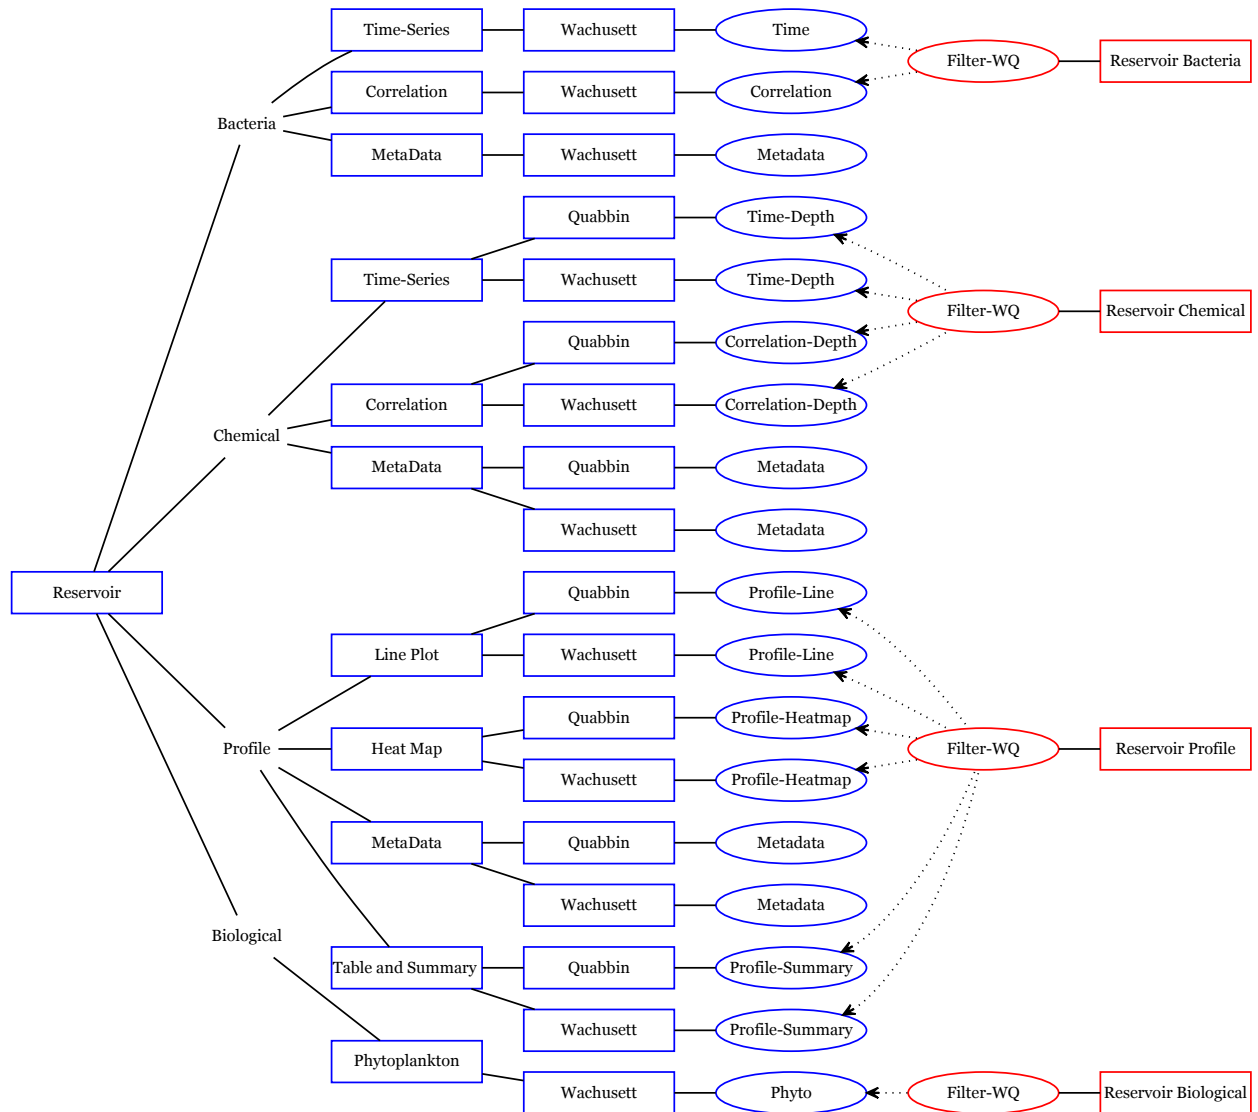 Time-Series
Wachusett
Time
Filter-WQ
Reservoir Bacteria
Correlation
Wachusett
Correlation
Bacteria
MetaData
Wachusett
Metadata
Quabbin
Time-Depth
Time-Series
Wachusett
Time-Depth
Filter-WQ
Reservoir Chemical
Quabbin
Correlation-Depth
Correlation
Wachusett
Correlation-Depth
Chemical
MetaData
Quabbin
Metadata
Wachusett
Metadata
Reservoir
Quabbin
Profile-Line
Line Plot
Wachusett
Profile-Line
Quabbin
Profile-Heatmap
Profile
Heat Map
Filter-WQ
Reservoir Profile
Wachusett
Profile-Heatmap
MetaData
Quabbin
Metadata
Wachusett
Metadata
Biological
Table and Summary
Quabbin
Profile-Summary
Wachusett
Profile-Summary
Phytoplankton
Wachusett
Phyto
Filter-WQ
Reservoir Biological